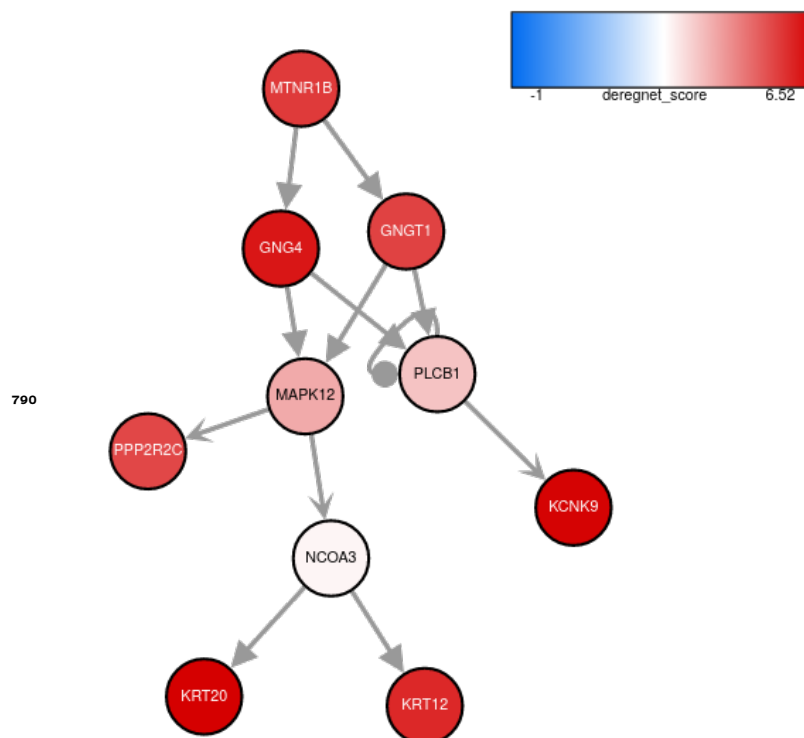 MTNR1B
-1 deregnet_score 6.52
GNG4
GNGT1
MAPK12
PLCB1
790
PPP2R2C
KCNK9
NCOA3
KRT20
KRT12